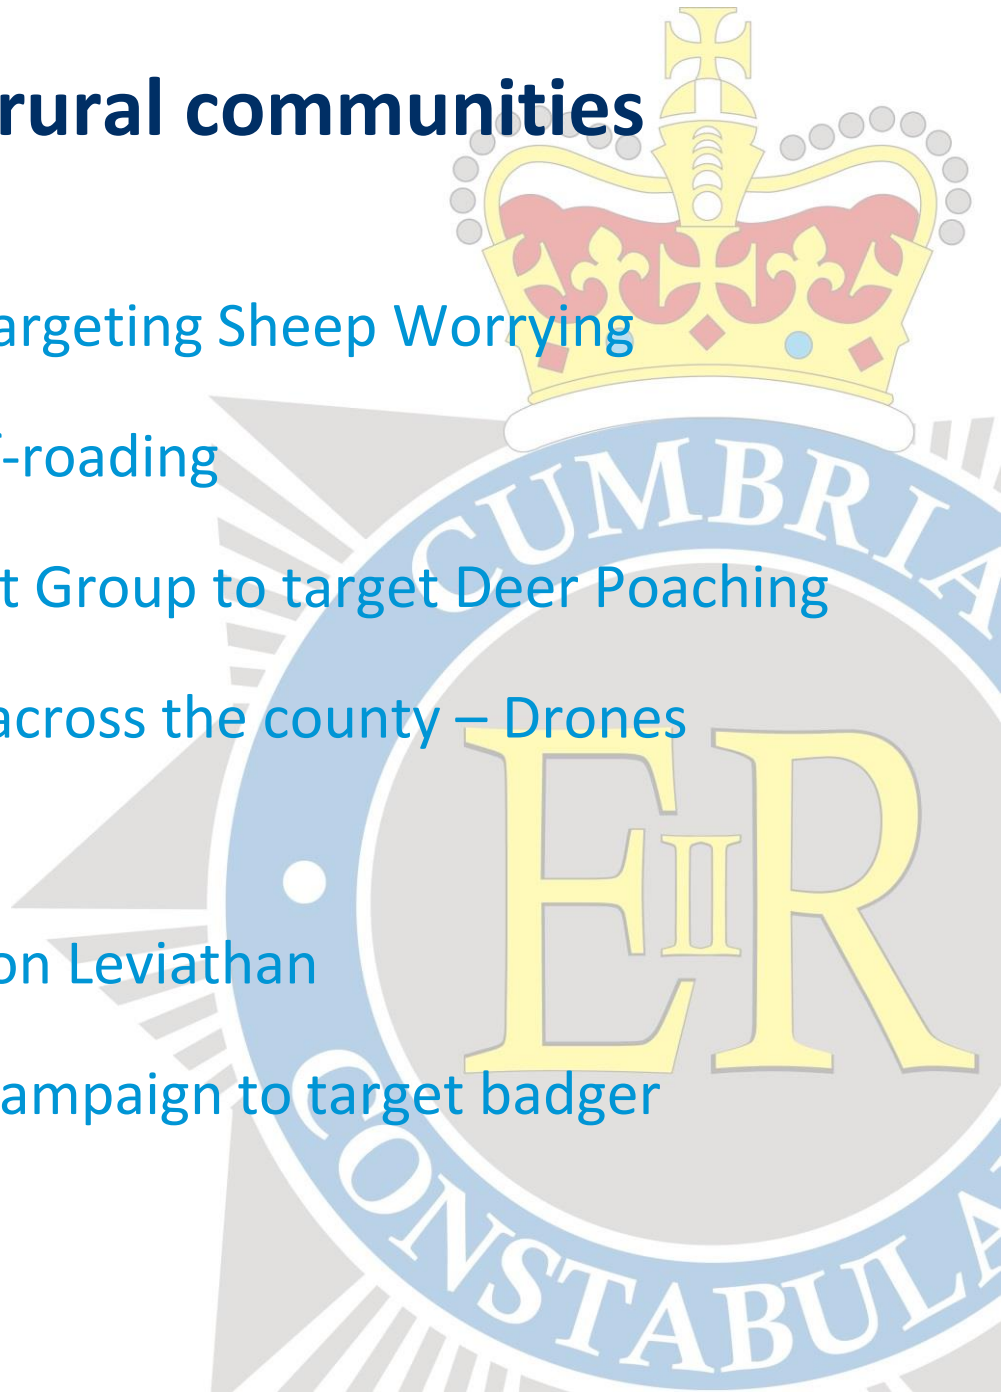 rural communities
argeting Sheep Worrying
-roading
t Group to target Deer Poaching
across the county – Drones
on Leviathan
ampaign to target badger
CUMBRIA
EIIR
CONSTABULA